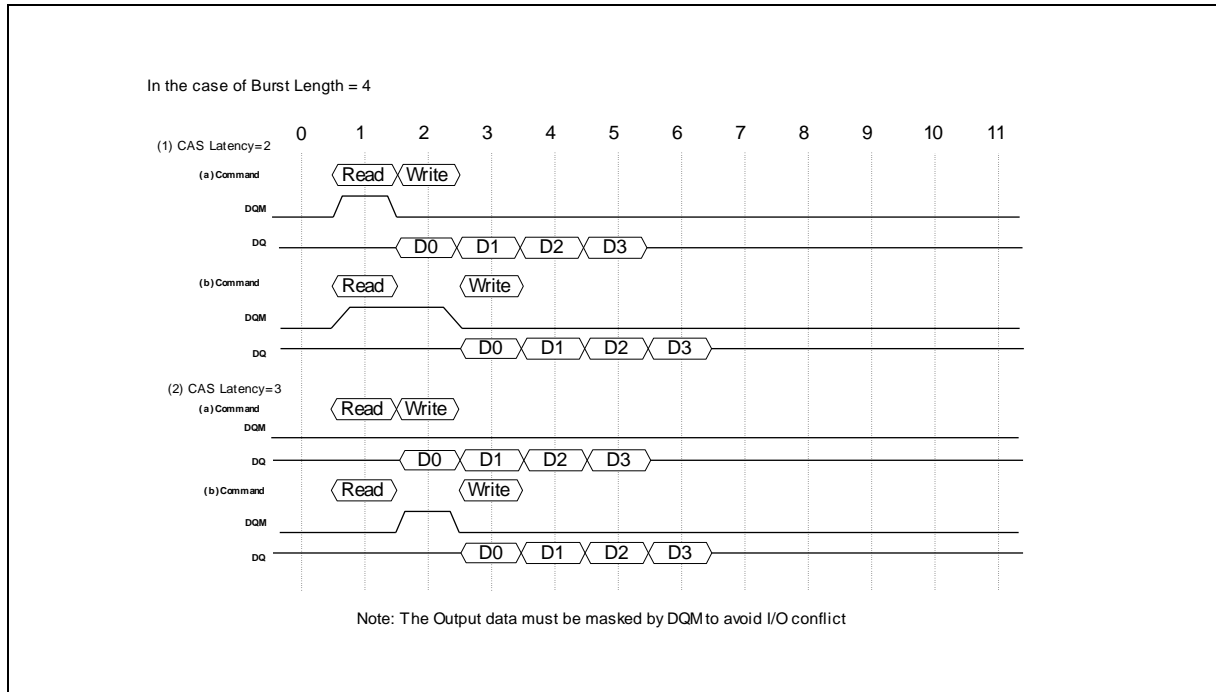 In the case of Burst Length = 4
0 1 2 3 4 5 6 7 8 9 10 11
(1) CAS Latency=2
(a)Command Read Write
DQM
DQ D0 D1 D2 D3
(b)Command Read Write
DQM
DQ D0 D1 D2 D3
(2) CAS Latency=3
(a)Command Read Write
DQM
DQ D0 D1 D2 D3
(b)Command Read Write
DQM
DQ D0 D1 D2 D3
Note: The Output data must be masked by DQM to avoid I/O conflict